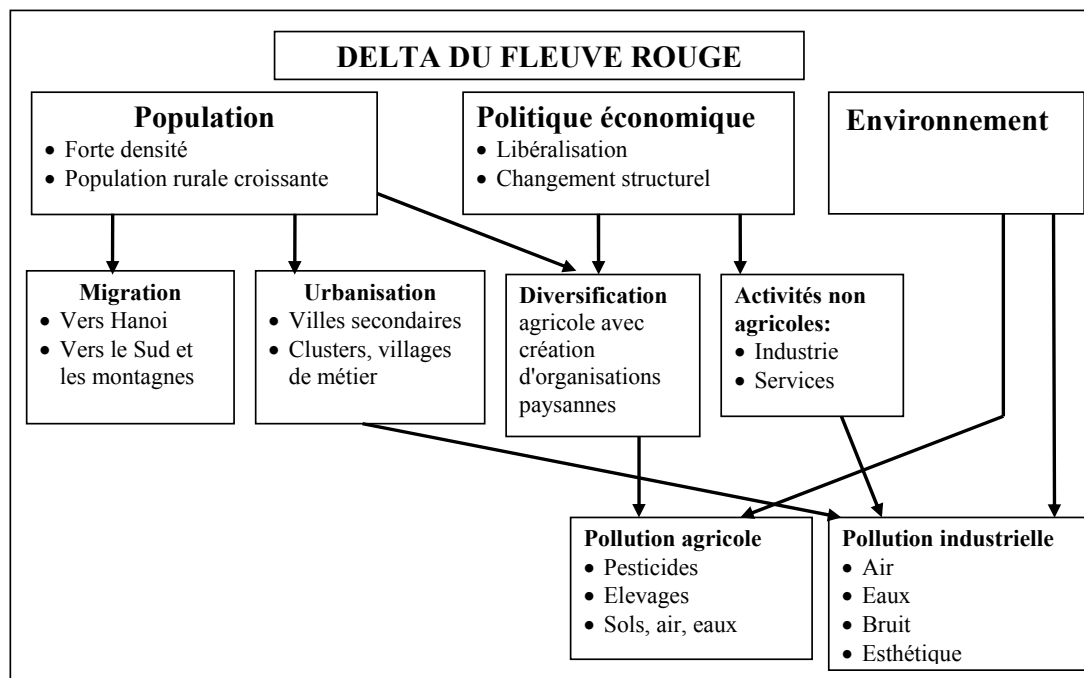 DELTA DU FLEUVE ROUGE
Population
• Forte densité
• Population rurale croissante
Politique économique
• Libéralisation
• Changement structurel
Environnement
Migration
• Vers Hanoi
• Vers le Sud et
les montagnes
Urbanisation
• Villes secondaires
• Clusters, villages
de métier
Diversification
agricole avec
création
d'organisations
paysannes
Activités non
agricoles:
• Industrie
• Services
Pollution agricole
• Pesticides
• Elevages
• Sols, air, eaux
Pollution industrielle
• Air
• Eaux
• Bruit
• Esthétique